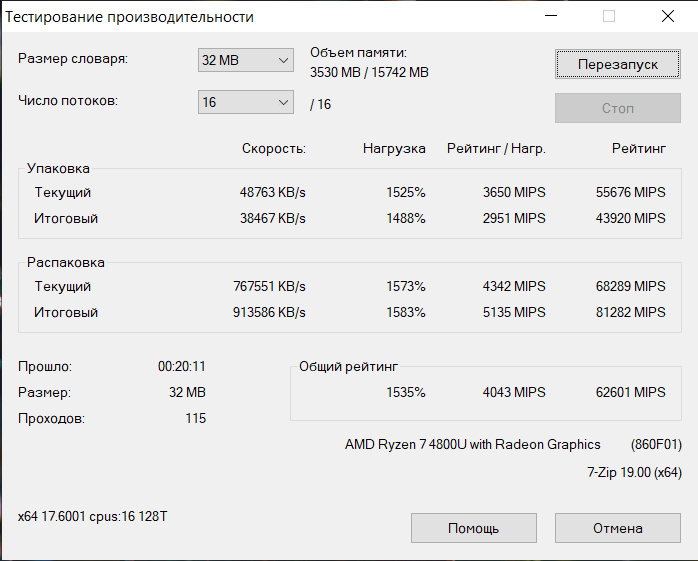 Тестирование производительности
Размер словаря: 32 MB Объем памяти: Перезапуск
3530 MB / 15742 MB
Число потоков: 16 / 16 Стоп
Скорость: Нагрузка Рейтинг / Нагр. Рейтинг
Упаковка
Текущий 48763 KB/s 1525% 3650 MIPS 55676 MIPS
Итоговый 38467 KB/s 1488% 2951 MIPS 43920 MIPS
Распаковка
Текущий 767551 KB/s 1573% 4342 MIPS 68289 MIPS
Итоговый 913586 KB/s 1583% 5135 MIPS 81282 MIPS
Прошло: 00:20:11 Общий рейтинг
Размер: 32 MB 1535% 4043 MIPS 62601 MIPS
Проходов: 115
AMD Ryzen 7 4800U with Radeon Graphics (860F01)
7-Zip 19.00 (x64)
x64 17.6001 cpus:16 128T
Помощь Отмена